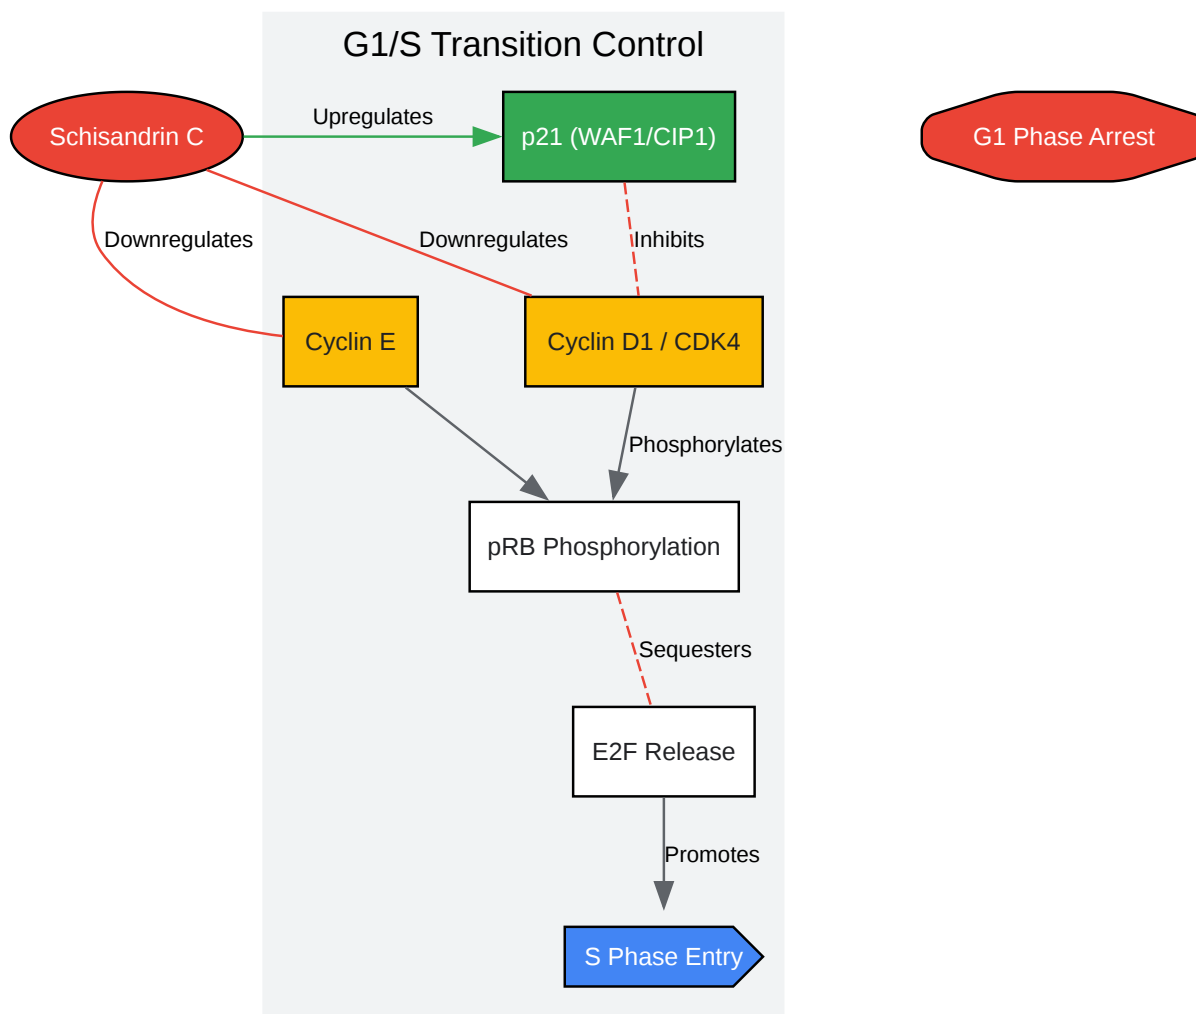 G1/S Transition Control
Schisandrin C
Upregulates
p21 (WAF1/CIP1)
G1 Phase Arrest
Downregulates
Downregulates
Inhibits
Cyclin E
Cyclin D1 / CDK4
Phosphorylates
pRB Phosphorylation
Sequesters
E2F Release
Promotes
S Phase Entry